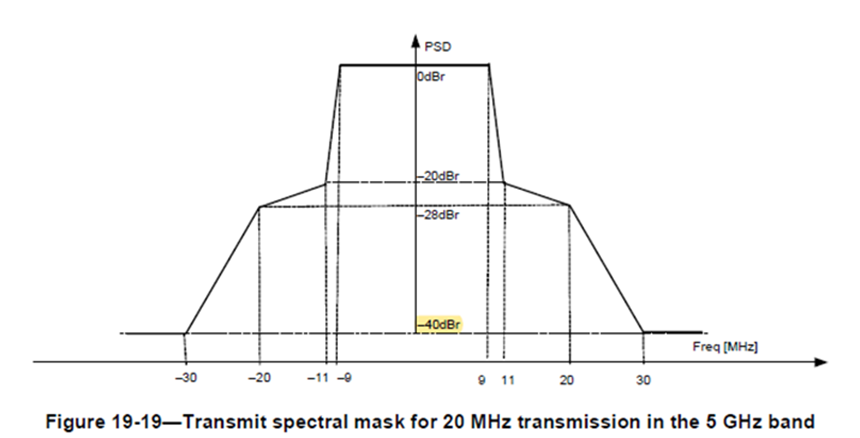 PSD
0dBr
–20dBr
–28dBr
–40dBr
Freq [MHz]
–30 –20 –11 –9 9 11 20 30
Figure 19-19—Transmit spectral mask for 20 MHz transmission in the 5 GHz band